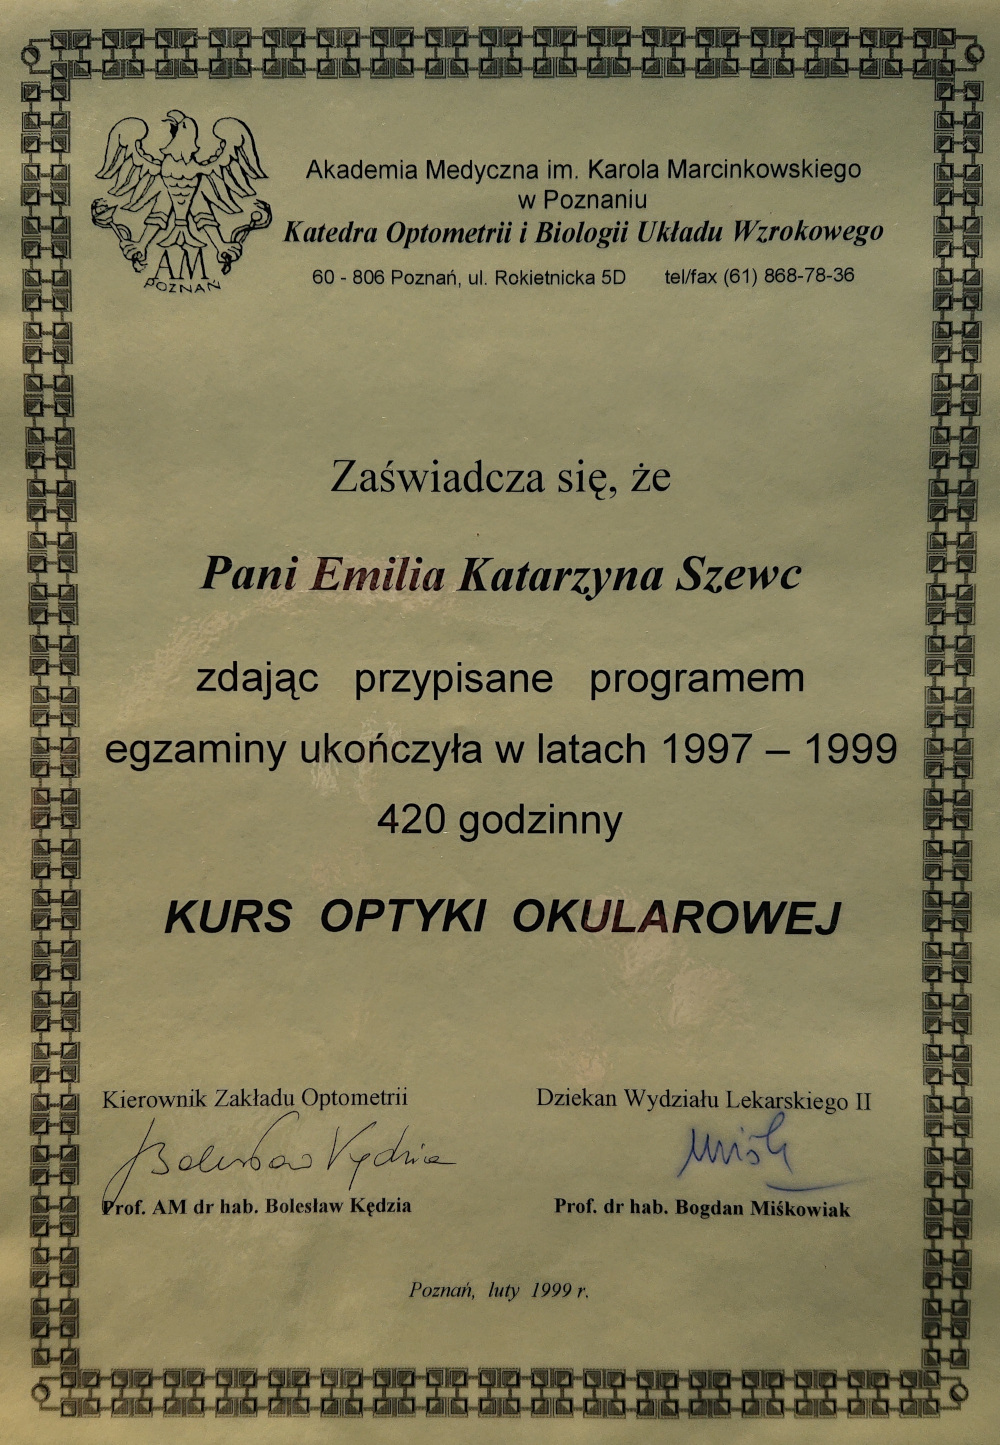 AM
POZNAŃ
Akademia Medyczna im. Karola Marcinkowskiego
w Poznaniu
Katedra Optometrii i Biologii Układu Wzrokowego
60 - 806 Poznań, ul. Rokietnicka 5D tel/fax (61) 868-78-36
Zaświadcza się, że
Pani Emilia Katarzyna Szewc
zdając przypisane programem
egzaminy ukończyła w latach 1997 – 1999
420 godzinny
KURS OPTYKI OKULAROWEJ
Kierownik Zakładu Optometrii
Bolesław Kędzia
Prof. AM dr hab. Bolesław Kędzia
Dziekan Wydziału Lekarskiego II
Prof. dr hab. Bogdan Miśkowiak
Poznań, luty 1999 r.